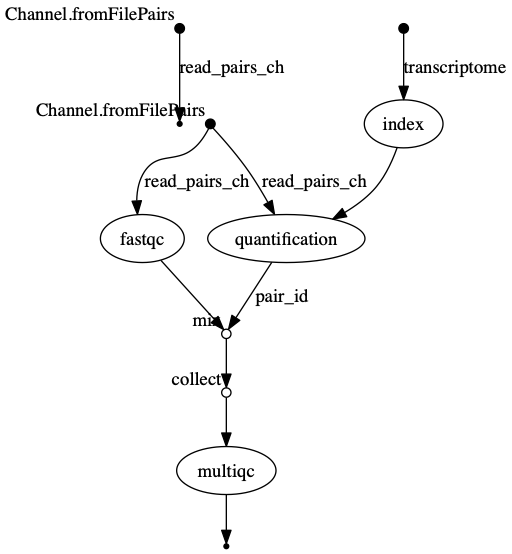 Channel.fromFilePairs
read_pairs_ch
transcriptome
Channel.fromFilePairs
index
read_pairs_ch
read_pairs_ch
fastqc
quantification
pair_id
collect
multiqc